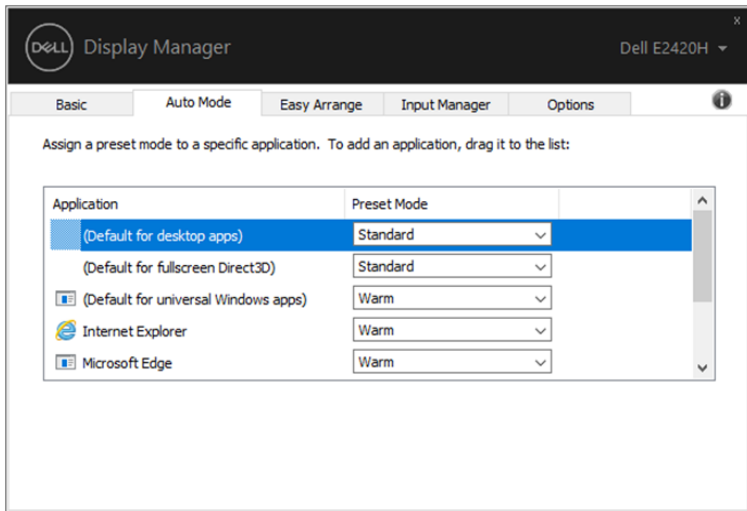 x
DELL Display Manager Dell E2420H
Basic Auto Mode Easy Arrange Input Manager Options i
Assign a preset mode to a specific application. To add an application, drag it to the list:
Application Preset Mode
(Default for desktop apps) Standard
(Default for fullscreen Direct3D) Standard
(Default for universal Windows apps) Warm
Internet Explorer Warm
Microsoft Edge Warm